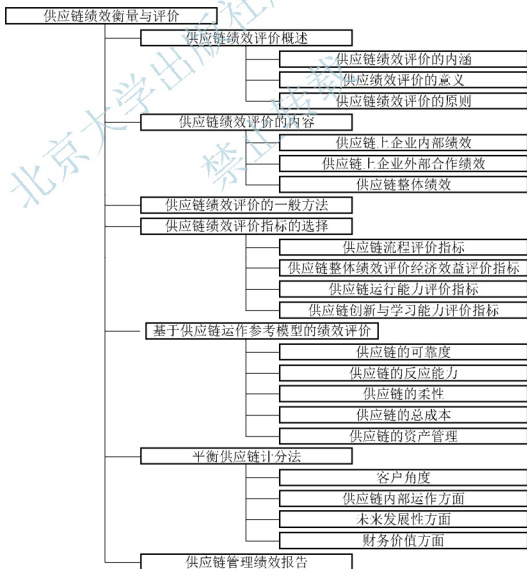 供应链绩效衡量与评价
供应链绩效评价概述
供应链绩效评价的内涵
供应绩效评价的意义
供应链绩效评价的原则
供应链绩效评价的内容
供应链上企业内部绩效
供应链上企业外部合作绩效
供应链整体绩效
供应链绩效评价的一般方法
供应链绩效评价指标的选择
供应链流程评价指标
供应链整体绩效评价经济效益评价指标
供应链运行能力评价指标
供应链创新与学习能力评价指标
基于供应链运作参考模型的绩效评价
供应链的可靠度
供应链的反应能力
供应链的柔性
供应链的总成本
供应链的资产管理
平衡供应链计分法
客户角度
供应链内部运作方面
未来发展性方面
财务价值方面
供应链管理绩效报告
北京大学出版社
禁止转载